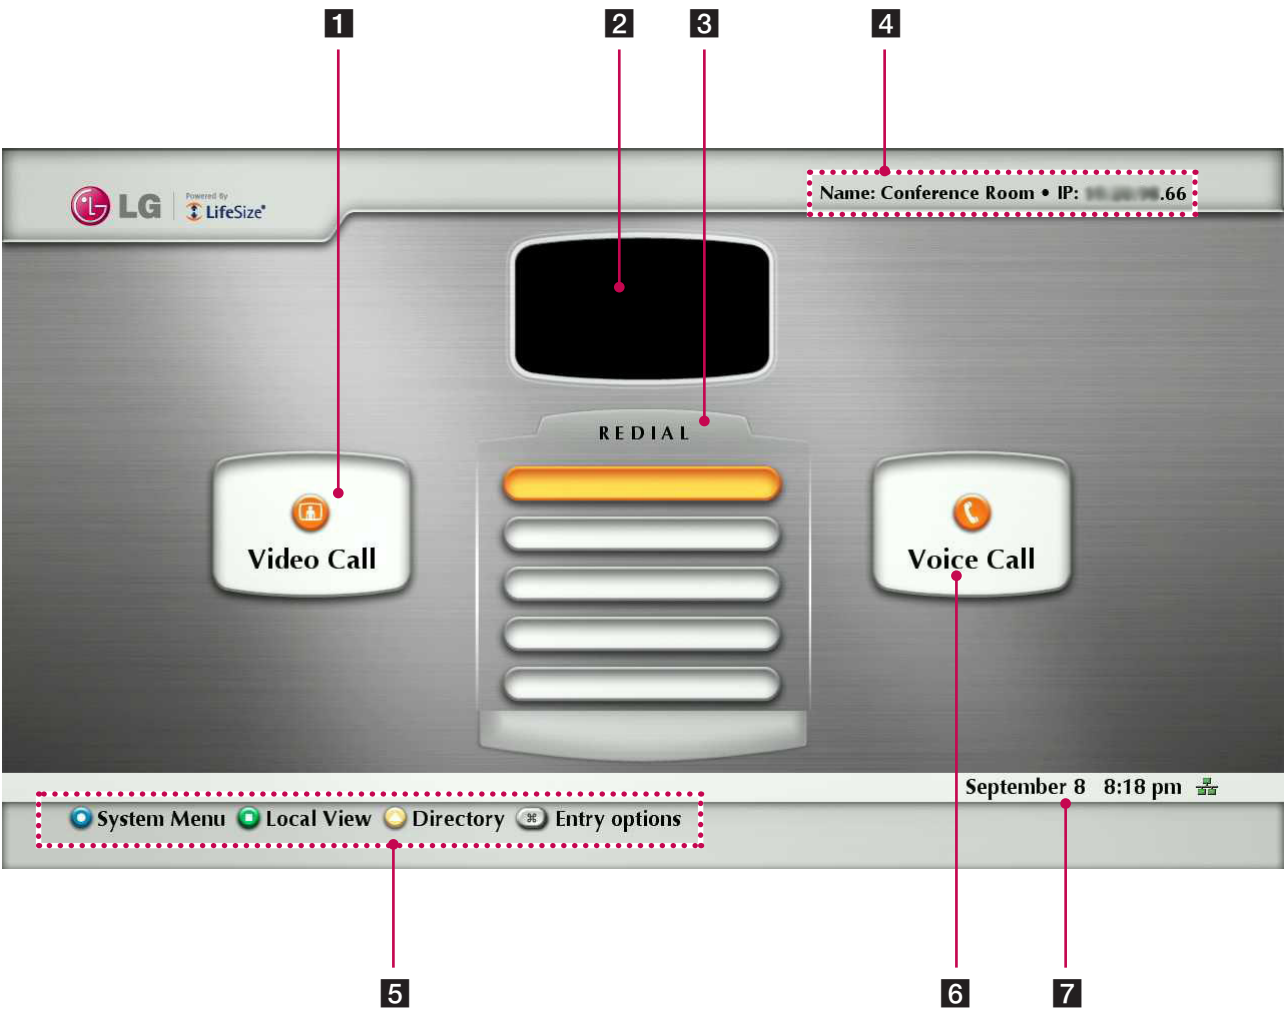 1 2 3 4
LG Powered By LifeSize
Name: Conference Room • IP: .66
REDIAL
Video Call
Voice Call
September 8 8:18 pm
System Menu Local View Directory Entry options
5 6 7